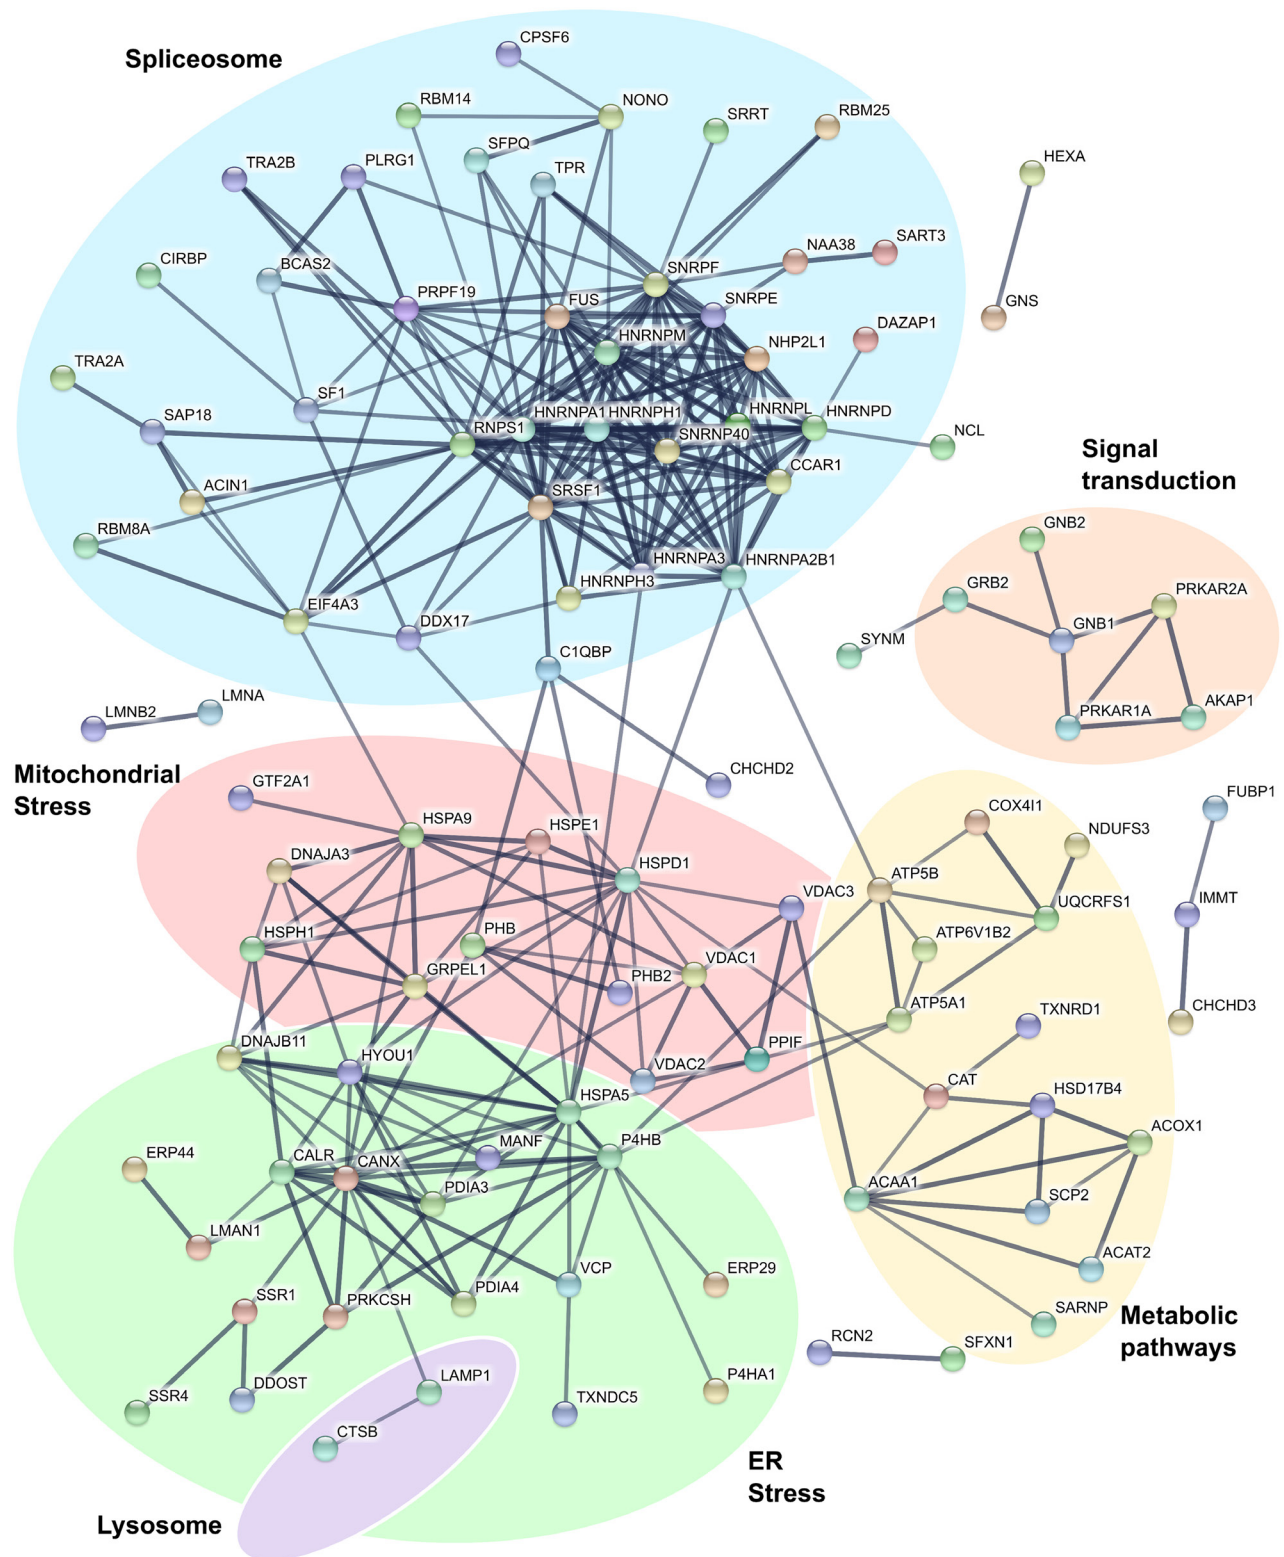 CPSF6
Spliceosome
RBM14
NONO
SRRT
RBM25
SFPQ
TRA2B
PLRG1
TPR
HEXA
NAA38
SART3
CIRBP
BCAS2
SNRPF
PRPF19
FUS
SNRPE
GNS
DAZAP1
HNRNPM
NHP2L1
TRA2A
SF1
SAP18
HNRNPA1
HNRNPH1
HNRNPL
HNRNPD
RNPS1
SNRNP40
NCL
CCAR1
Signal
transduction
ACIN1
SRSF1
RBM8A
GNB2
HNRNPA3
HNRNPA2B1
HNRNPH3
GRB2
PRKAR2A
EIF4A3
DDX17
GNB1
SYNM
C1QBP
LMNA
LMNB2
PRKAR1A
AKAP1
Mitochondrial
Stress
GTF2A1
CHCHD2
COX4I1
FUBP1
HSPA9
HSPE1
NDUFS3
DNAJA3
HSPD1
ATP5B
VDAC3
UQCRFS1
IMMT
HSPH1
PHB
ATP6V1B2
GRPEL1
PHB2
VDAC1
ATP5A1
TXNRD1
CHCHD3
DNAJB11
HYOU1
VDAC2
PPIF
CAT
HSD17B4
HSPA5
ACOX1
ERP44
CALR
CANX
MANF
P4HB
PDIA3
ACAA1
SCP2
LMAN1
VCP
ERP29
ACAT2
SSR1
PRKCSH
PDIA4
SARNP
Metabolic
pathways
RCN2
SFXN1
SSR4
DDOST
LAMP1
TXNDC5
P4HA1
CTSB
ER
Stress
Lysosome